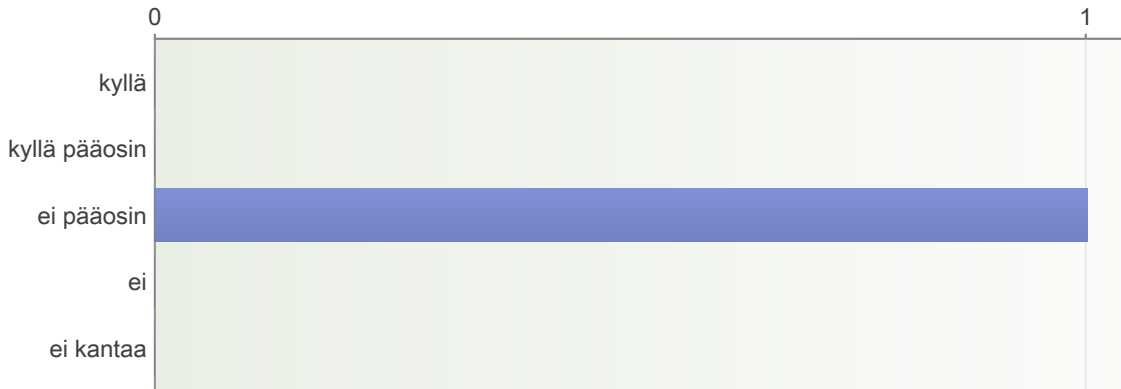 0 1
kyllä
kyllä pääosin
ei pääosin
ei
ei kantaa